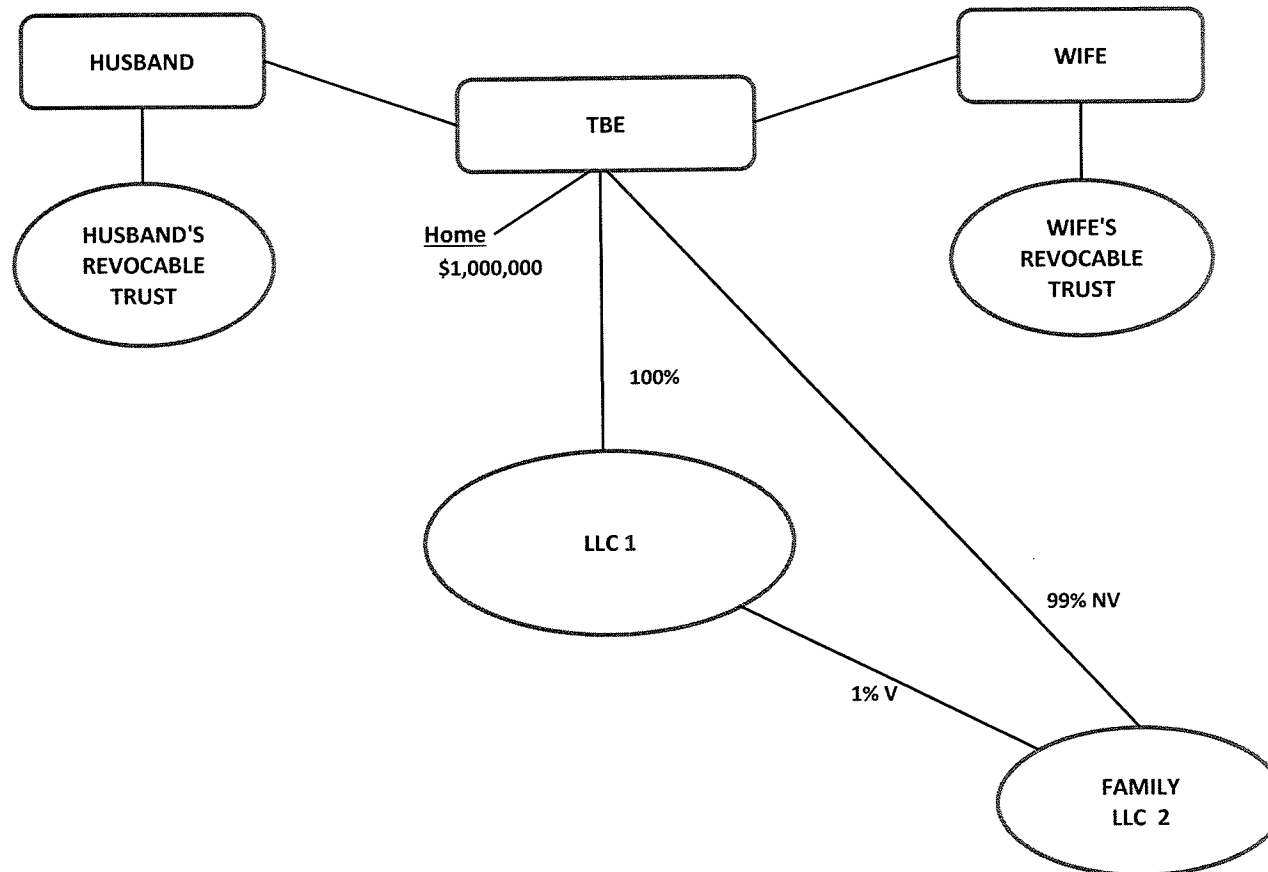 HUSBAND
WIFE
TBE
HUSBAND'S
REVOCABLE
TRUST
Home
$1,000,000
WIFE'S
REVOCABLE
TRUST
100%
LLC 1
99% NV
1% V
FAMILY
LLC 2